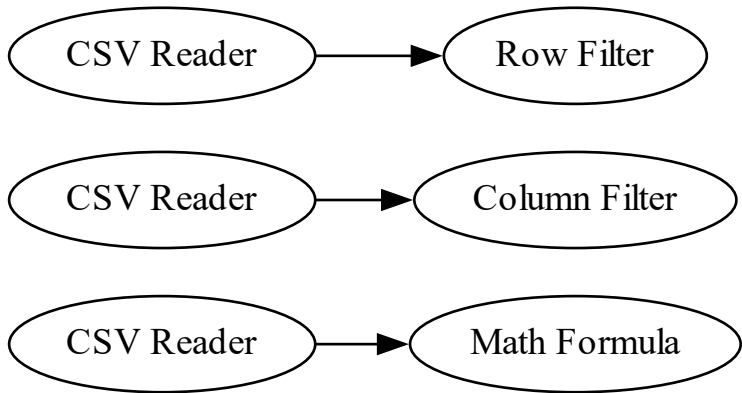 CSV Reader Row Filter
CSV Reader Column Filter
CSV Reader Math Formula